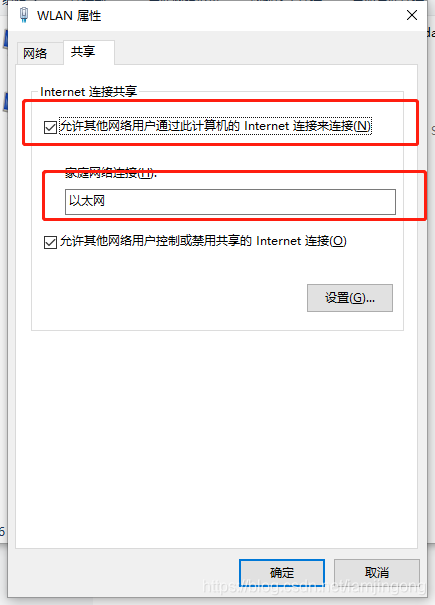 WLAN 属性
网络
共享
Internet 连接共享
允许其他网络用户通过此计算机的 Internet 连接来连接(N)
家庭网络连接(H):
以太网
允许其他网络用户控制或禁用共享的 Internet 连接(O)
设置(G)...
确定
取消
https://blog.csdn.net/iamjingong